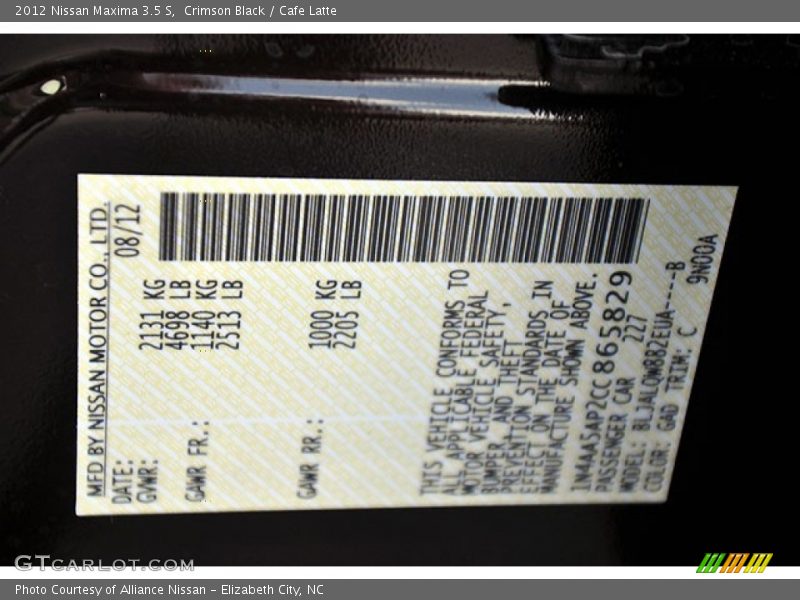 2012 Nissan Maxima 3.5 S,  Crimson Black / Cafe Latte
MFD BY NISSAN MOTOR CO., LTD.
DATE: 08/12
GVWR: 2131 KG
4698 LB
GAWR FR.: 1140 KG
2513 LB
GAWR RR.: 1000 KG
2205 LB
THIS VEHICLE CONFORMS TO
ALL APPLICABLE FEDERAL
MOTOR VEHICLE SAFETY,
BUMPER, AND THEFT
PREVENTION STANDARDS IN
EFFECT ON THE DATE OF
MANUFACTURE SHOWN ABOVE.
1N4AA5AP2CC865829
PASSENGER CAR 227
MODEL: BLJALQWRB2EUA-----B
COLOR: GAD TRIM: C 9N00A
GTcarlot.com
Photo Courtesy of Alliance Nissan - Elizabeth City, NC